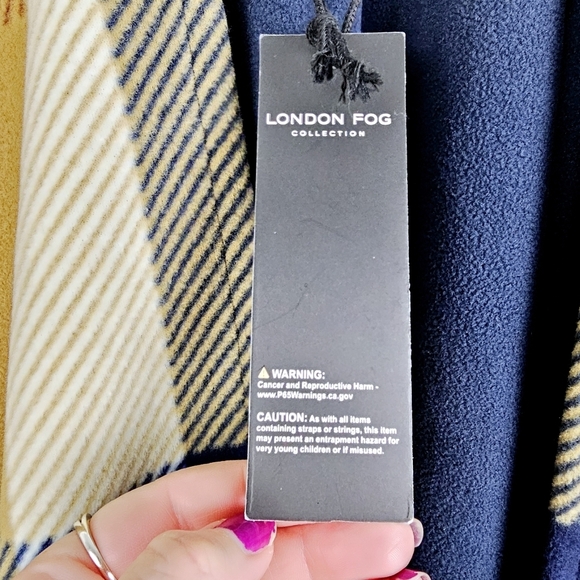 LONDON FOG
COLLECTION
⚠ WARNING:
Cancer and Reproductive Harm -
www.P65Warnings.ca.gov
CAUTION: As with all items
containing straps or strings, this item
may present an entrapment hazard for
very young children or if misused.